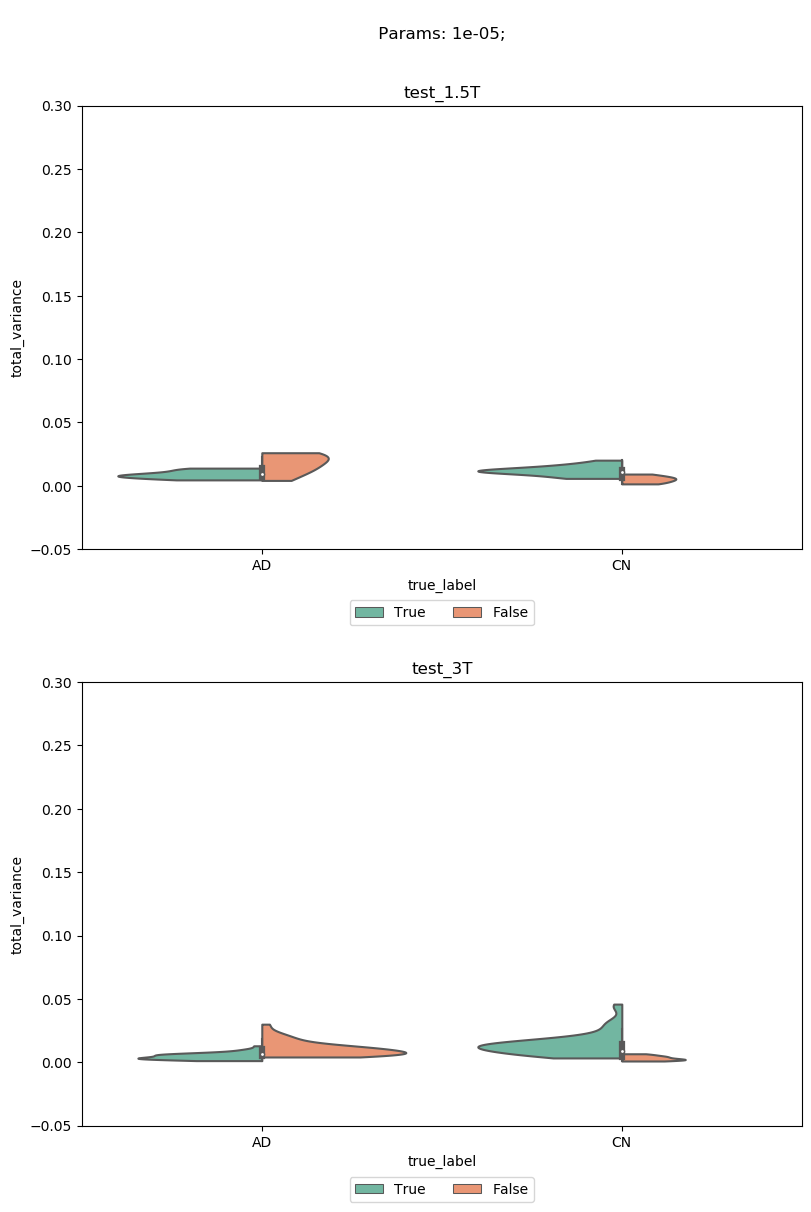 Params: 1e-05;
test_1.5T
0.30
0.25
0.20
0.15
0.10
0.05
0.00
−0.05
total_variance
AD CN
true_label
True False
test_3T
0.30
0.25
0.20
0.15
0.10
0.05
0.00
−0.05
total_variance
AD CN
true_label
True False